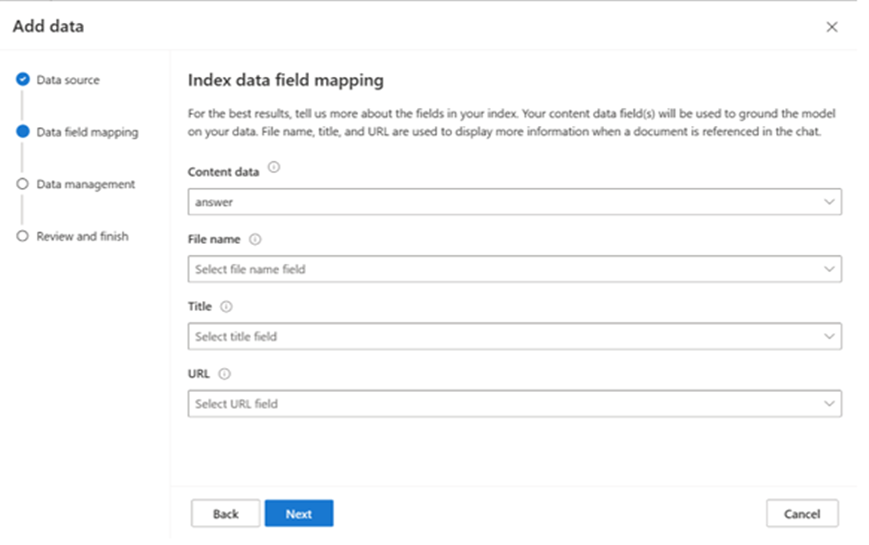 Add data
Data source
Data field mapping
Data management
Review and finish
Index data field mapping
For the best results, tell us more about the fields in your index. Your content data field(s) will be used to ground the model
on your data. File name, title, and URL are used to display more information when a document is referenced in the chat.
Content data
answer
File name
Select file name field
Title
Select title field
URL
Select URL field
Back
Next
Cancel